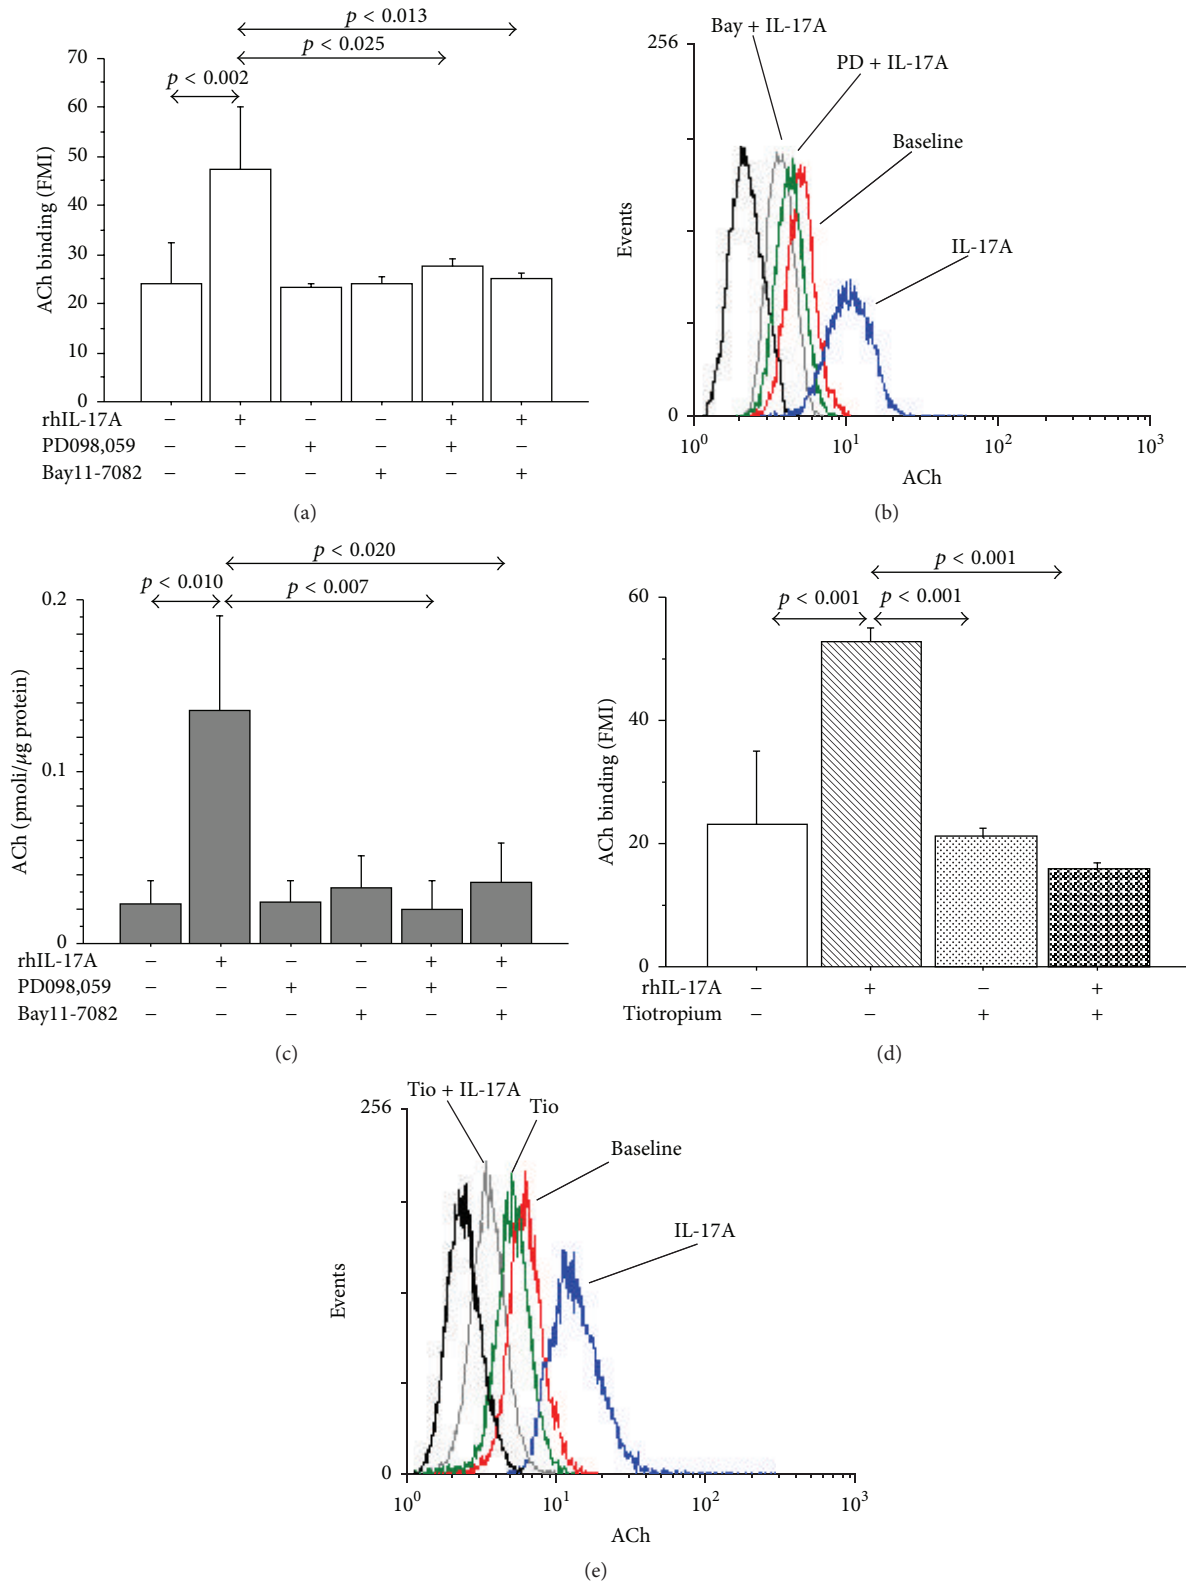 p < 0.013
p < 0.025
p < 0.002
70
60
50
40
30
20
10
0
ACh binding (FMI)
rhIL-17A − + − − + +
PD098,059 − − + − + −
Bay11-7082 − − − + − +
(a)
Bay + IL-17A
256
PD + IL-17A
Baseline
IL-17A
Events
0
10⁰ 10¹ 10² 10³
ACh
(b)
p < 0.020
p < 0.010
p < 0.007
0.2
0.1
0
ACh (pmoli/μg protein)
rhIL-17A − + − − + +
PD098,059 − − + − + −
Bay11-7082 − − − + − +
(c)
p < 0.001
p < 0.001 p < 0.001
60
40
20
0
ACh binding (FMI)
rhIL-17A − + − +
Tiotropium − − + +
(d)
Tio + IL-17A
256
Tio
Baseline
IL-17A
Events
0
10⁰ 10¹ 10² 10³
ACh
(e)